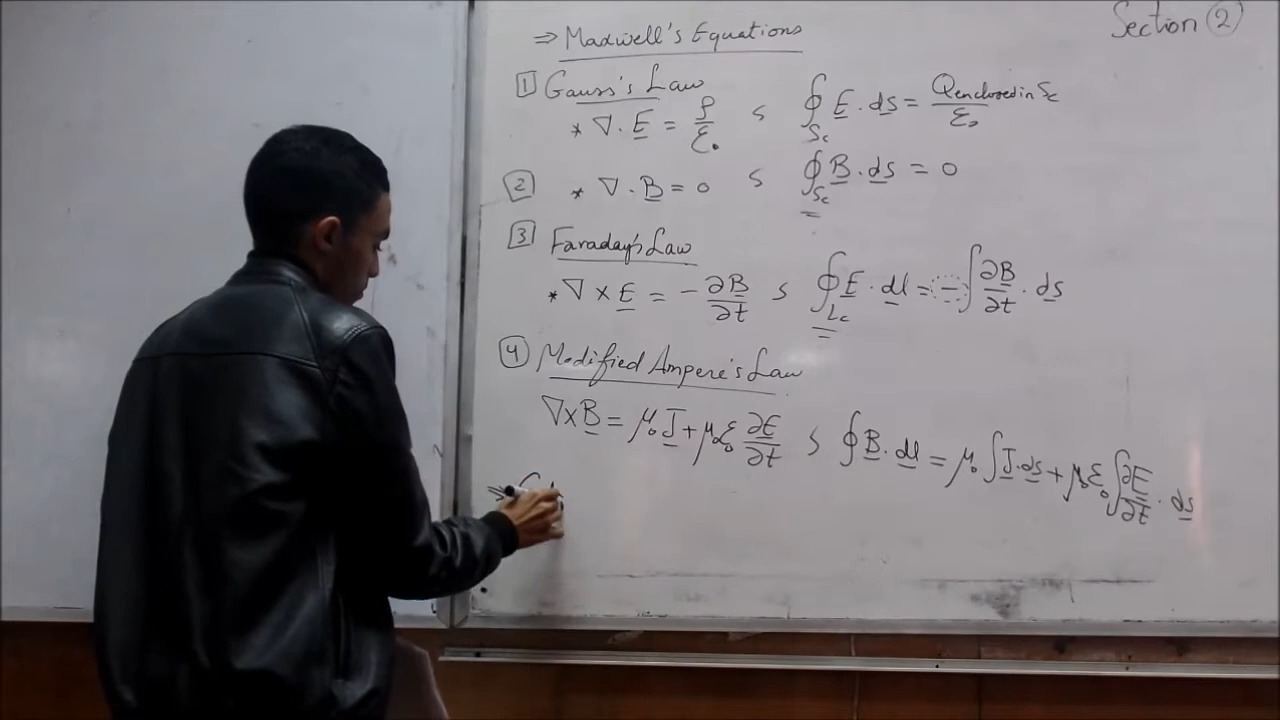 Section ②
⇒ Maxwell's Equations
1 Gauss's Law
* ∇ · E = ρ/ε₀ , ∮_Sc E · ds = Qenclosed in Sc/ε₀
2 * ∇ · B = 0 , ∮_Sc B · ds = 0
3 Faraday's Law
* ∇ × E = − ∂B/∂t , ∮_Lc E · dl = − ∫ ∂B/∂t · ds
4 Modified Ampere's Law
∇×B = μ₀ J + μ₀ε₀ ∂E/∂t , ∮ B · dl = μ₀ ∫ J · ds + μ₀ε₀ ∫ ∂E/∂t · ds